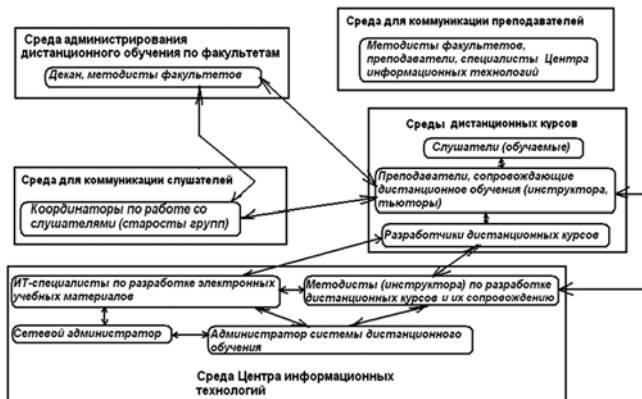 Среда администрирования
дистанционного обучения по факультетам
Декан, методисты факультетов
Среда для коммуникации преподавателей
Методисты факультетов,
преподаватели, специалисты Центра
информационных технологий
Среды дистанционных курсов
Слушатели (обучаемые)
Преподаватели, сопровождающие
дистанционное обучения (инструктора,
тьюторы)
Разработчики дистанционных курсов
Среда для коммуникации слушателей
Координаторы по работе со
слушателями (старосты групп)
ИТ-специалисты по разработке электронных
учебных материалов
Методисты (инструктора) по разработке
дистанционных курсов и их сопровождению
Сетевой администратор
Администратор системы дистанционного
обучения
Среда Центра информационных
технологий